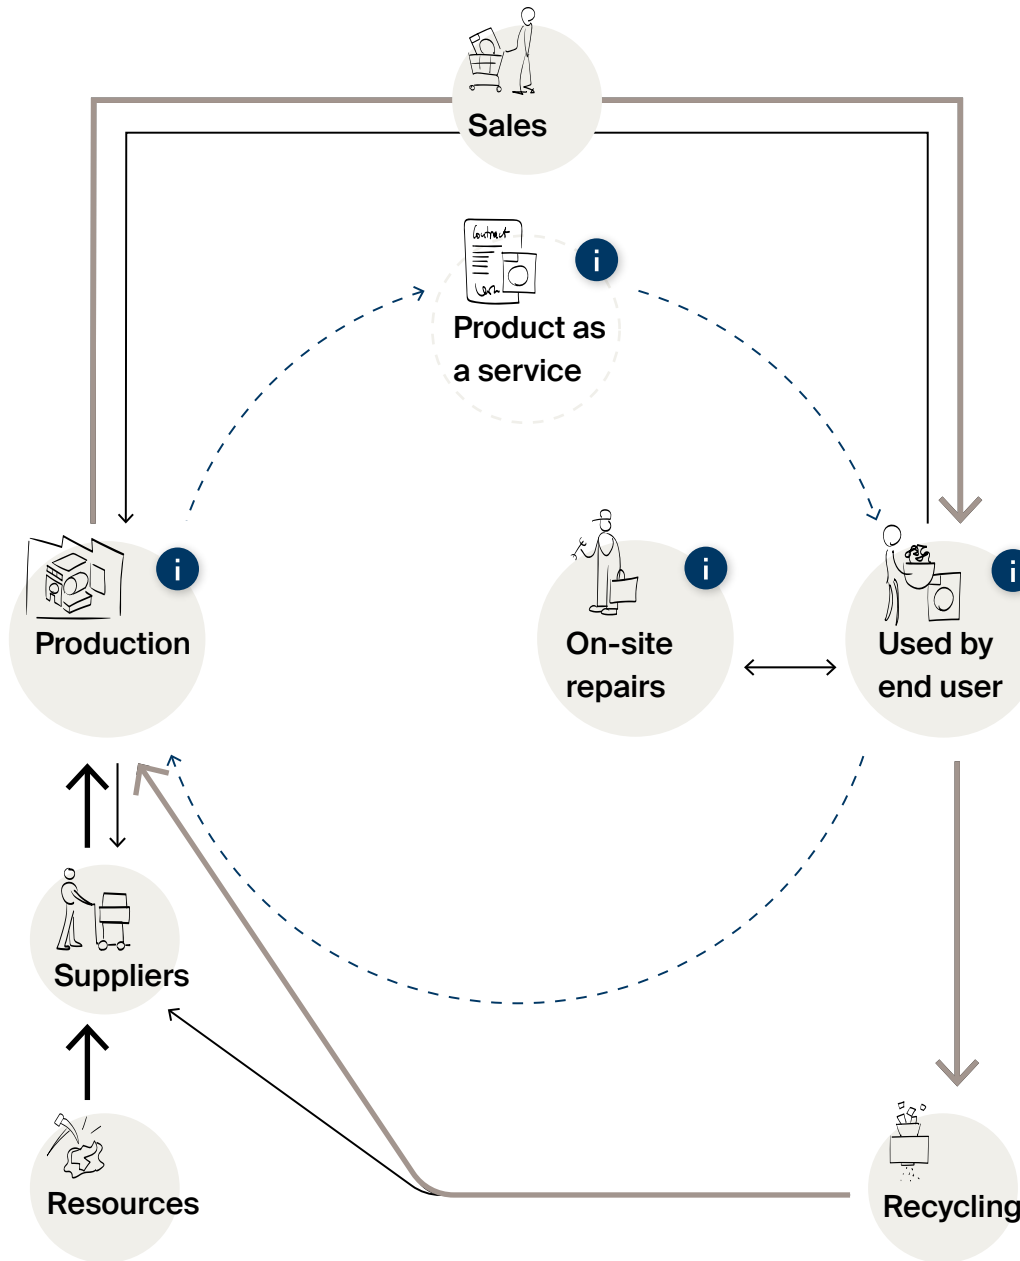 Sales
Contract
i
Product as
a service
i
Production
i
On-site
repairs
i
Used by
end user
Suppliers
Resources
Recycling